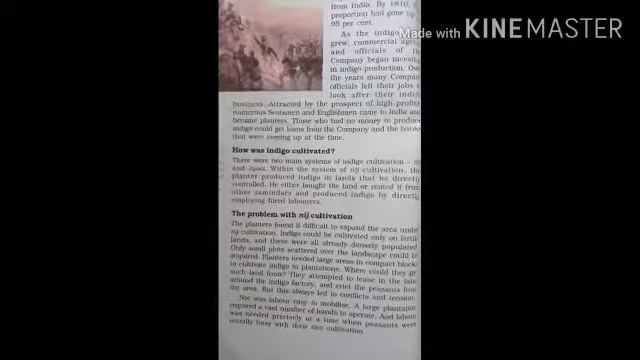 from India. By 1810, 
proportion had gone up
95 per cent.
As the indigo
grew, commercial
and officials of
Company began
in indigo production.
the years many
officials left their jobs
look after their
business. Attracted by the prospect of high profits
numerous Scotsmen and Englishmen came to India and
became planters. Those who had no money to produce
indigo could get loans from the Company and the banks
that were coming up at the time.
How was indigo cultivated?
There were two main systems of indigo cultivation – nij
and ryoti. Within the system of nij cultivation, the
planter produced indigo in lands that he directly
controlled. He either bought the land or rented it from
other zamindars and produced indigo by directly
employing hired labourers.
The problem with nij cultivation
The planters found it difficult to expand the area under
nij cultivation. Indigo could be cultivated only on fertile
lands, and these were all already densely populated.
Only small plots scattered over the landscape could be
acquired. Planters needed large areas in compact blocks
to cultivate indigo in plantations. Where could they get
such land from? They attempted to lease in the land
around the indigo factory, and evict the peasants from
the area. But this always led to conflicts and tension.
Nor was labour easy to mobilise. A large plantation
required a vast number of hands to operate. And labour
was needed precisely at a time when peasants were
usually busy with their rice cultivation.
Made with KINEMASTER